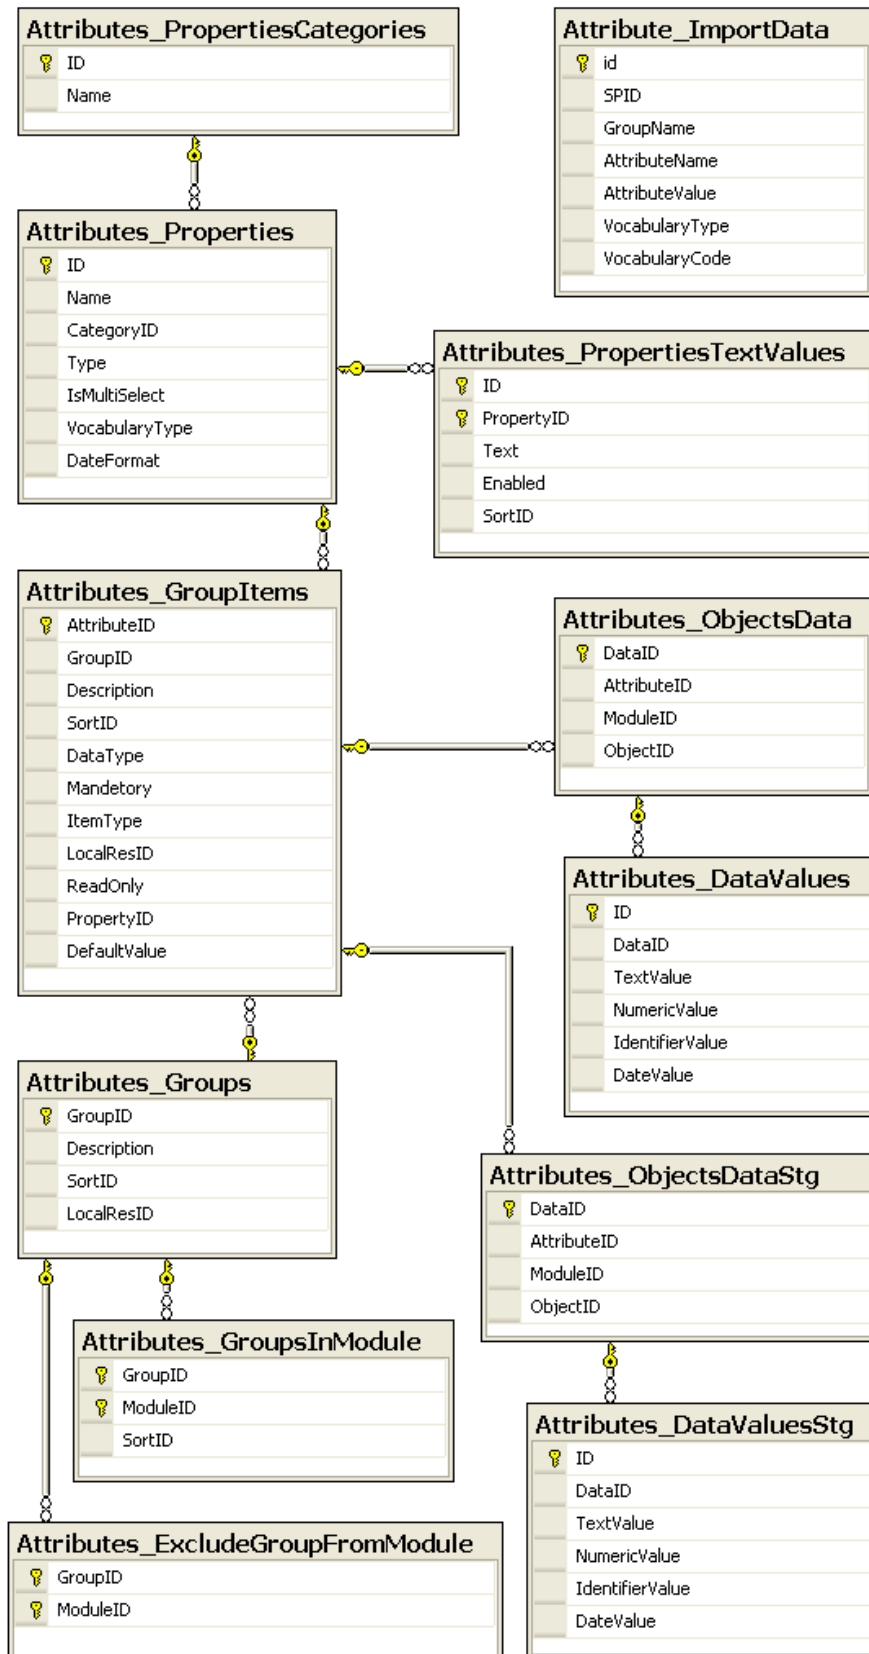 Attributes_PropertiesCategories
ID
Name
Attribute_ImportData
id
SPID
GroupName
AttributeName
AttributeValue
VocabularyType
VocabularyCode
Attributes_Properties
ID
Name
CategoryID
Type
IsMultiSelect
VocabularyType
DateFormat
Attributes_PropertiesTextValues
ID
PropertyID
Text
Enabled
SortID
Attributes_GroupItems
AttributeID
GroupID
Description
SortID
DataType
Mandetory
ItemType
LocalResID
ReadOnly
PropertyID
DefaultValue
Attributes_ObjectsData
DataID
AttributeID
ModuleID
ObjectID
Attributes_DataValues
ID
DataID
TextValue
NumericValue
IdentifierValue
DateValue
Attributes_Groups
GroupID
Description
SortID
LocalResID
Attributes_ObjectsDataStg
DataID
AttributeID
ModuleID
ObjectID
Attributes_GroupsInModule
GroupID
ModuleID
SortID
Attributes_DataValuesStg
ID
DataID
TextValue
NumericValue
IdentifierValue
DateValue
Attributes_ExcludeGroupFromModule
GroupID
ModuleID